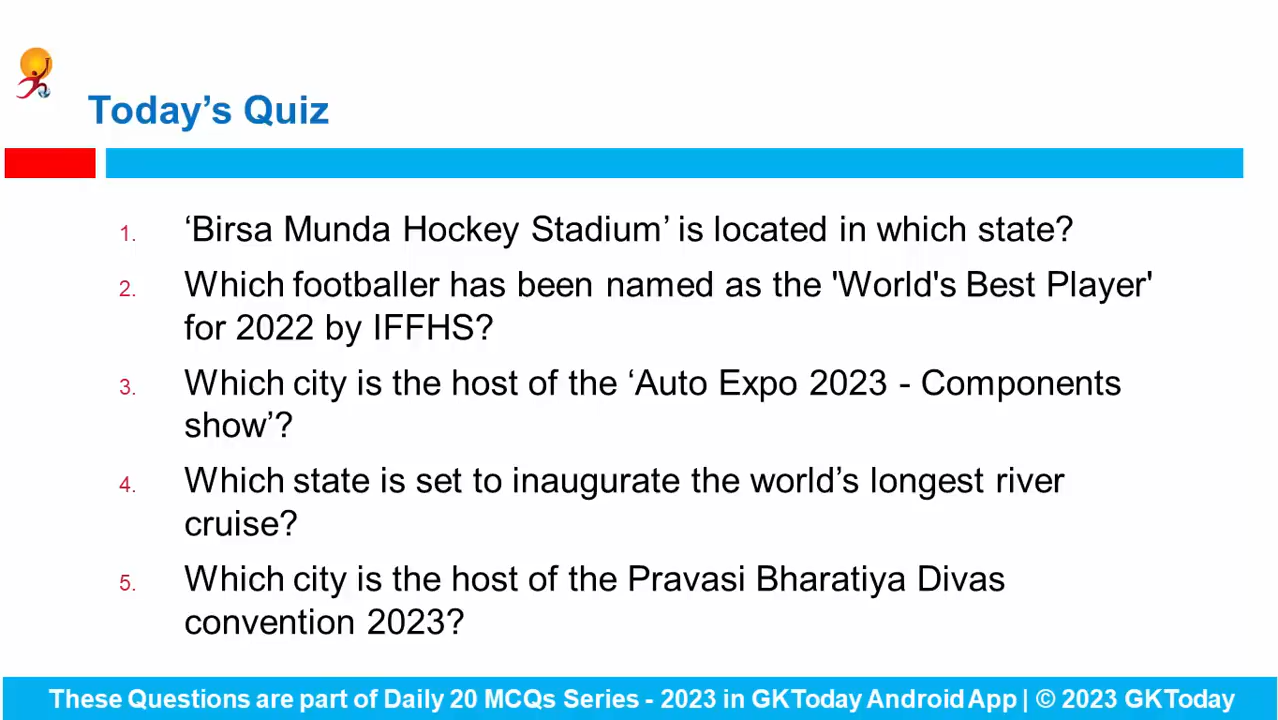 Today’s Quiz
1. ‘Birsa Munda Hockey Stadium’ is located in which state?
2. Which footballer has been named as the 'World's Best Player'
for 2022 by IFFHS?
3. Which city is the host of the ‘Auto Expo 2023 - Components
show’?
4. Which state is set to inaugurate the world’s longest river
cruise?
5. Which city is the host of the Pravasi Bharatiya Divas
convention 2023?
These Questions are part of Daily 20 MCQs Series - 2023 in GKToday Android App | © 2023 GKToday